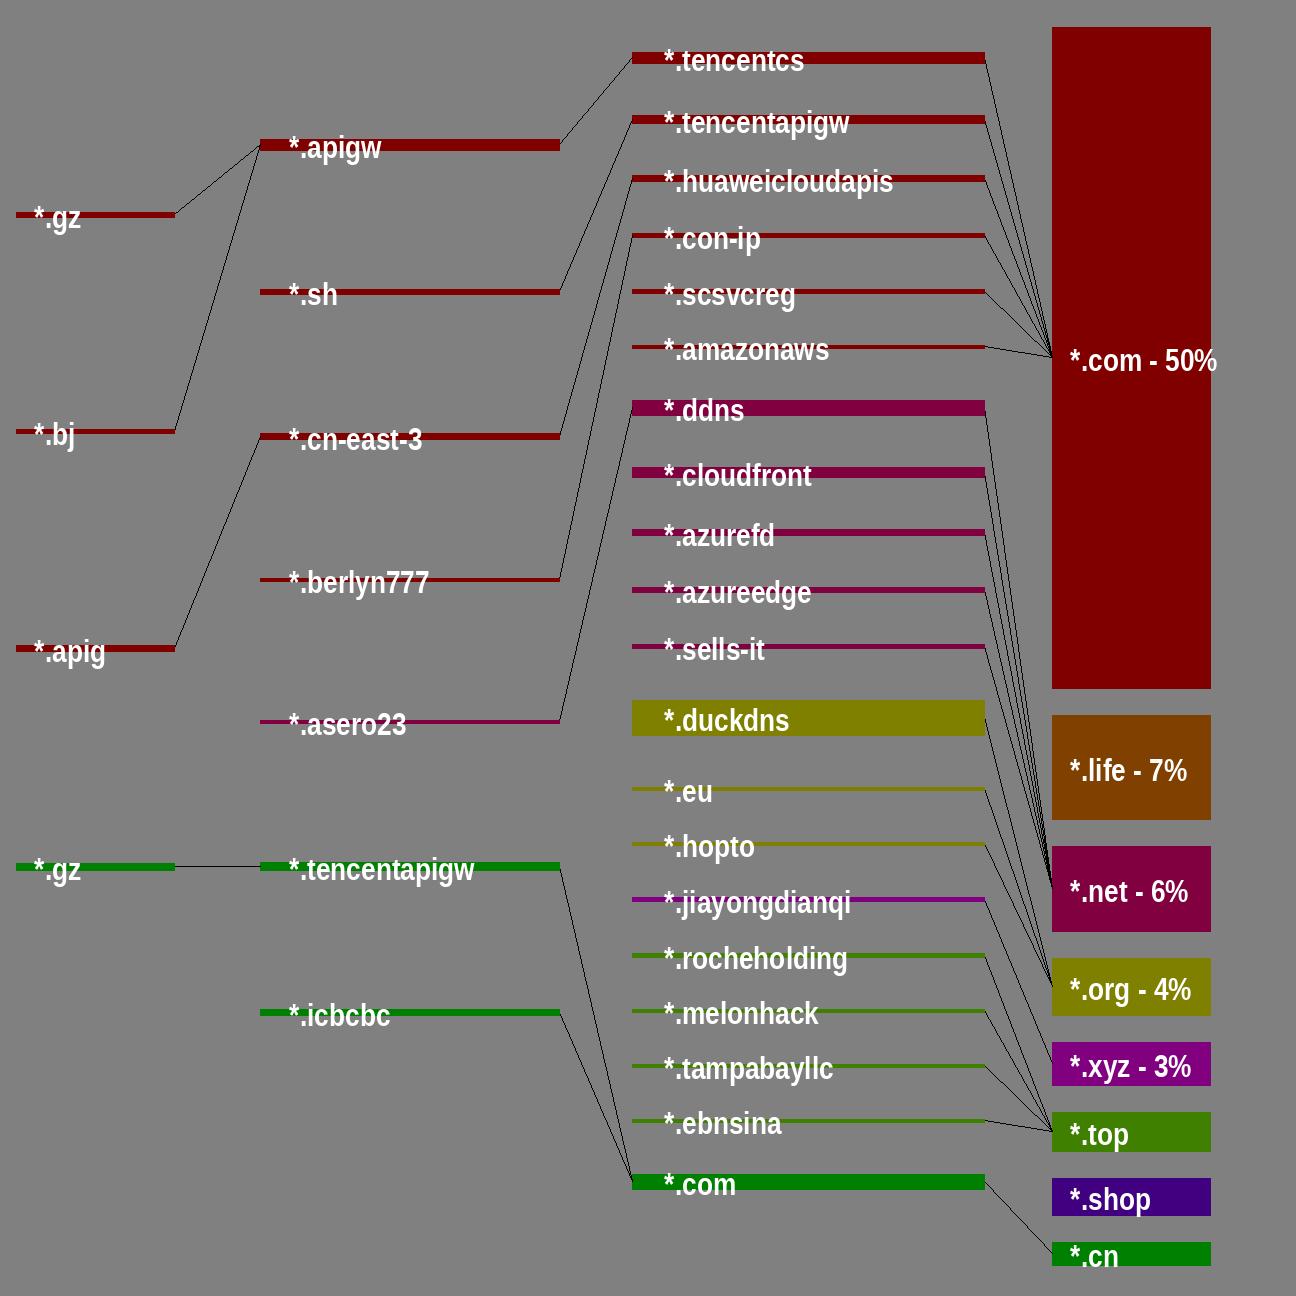 *.gz
*.bj
*.apig
*.gz
*.apigw
*.sh
*.cn-east-3
*.berlyn777
*.asero23
*.tencentapigw
*.icbcbc
*.tencentcs
*.tencentapigw
*.huaweicloudapis
*.con-ip
*.scsvcreg
*.amazonaws
*.ddns
*.cloudfront
*.azurefd
*.azureedge
*.sells-it
*.duckdns
*.eu
*.hopto
*.jiayongdianqi
*.rocheholding
*.melonhack
*.tampabayllc
*.ebnsina
*.com
*.com - 50%
*.life - 7%
*.net - 6%
*.org - 4%
*.xyz - 3%
*.top
*.shop
*.cn